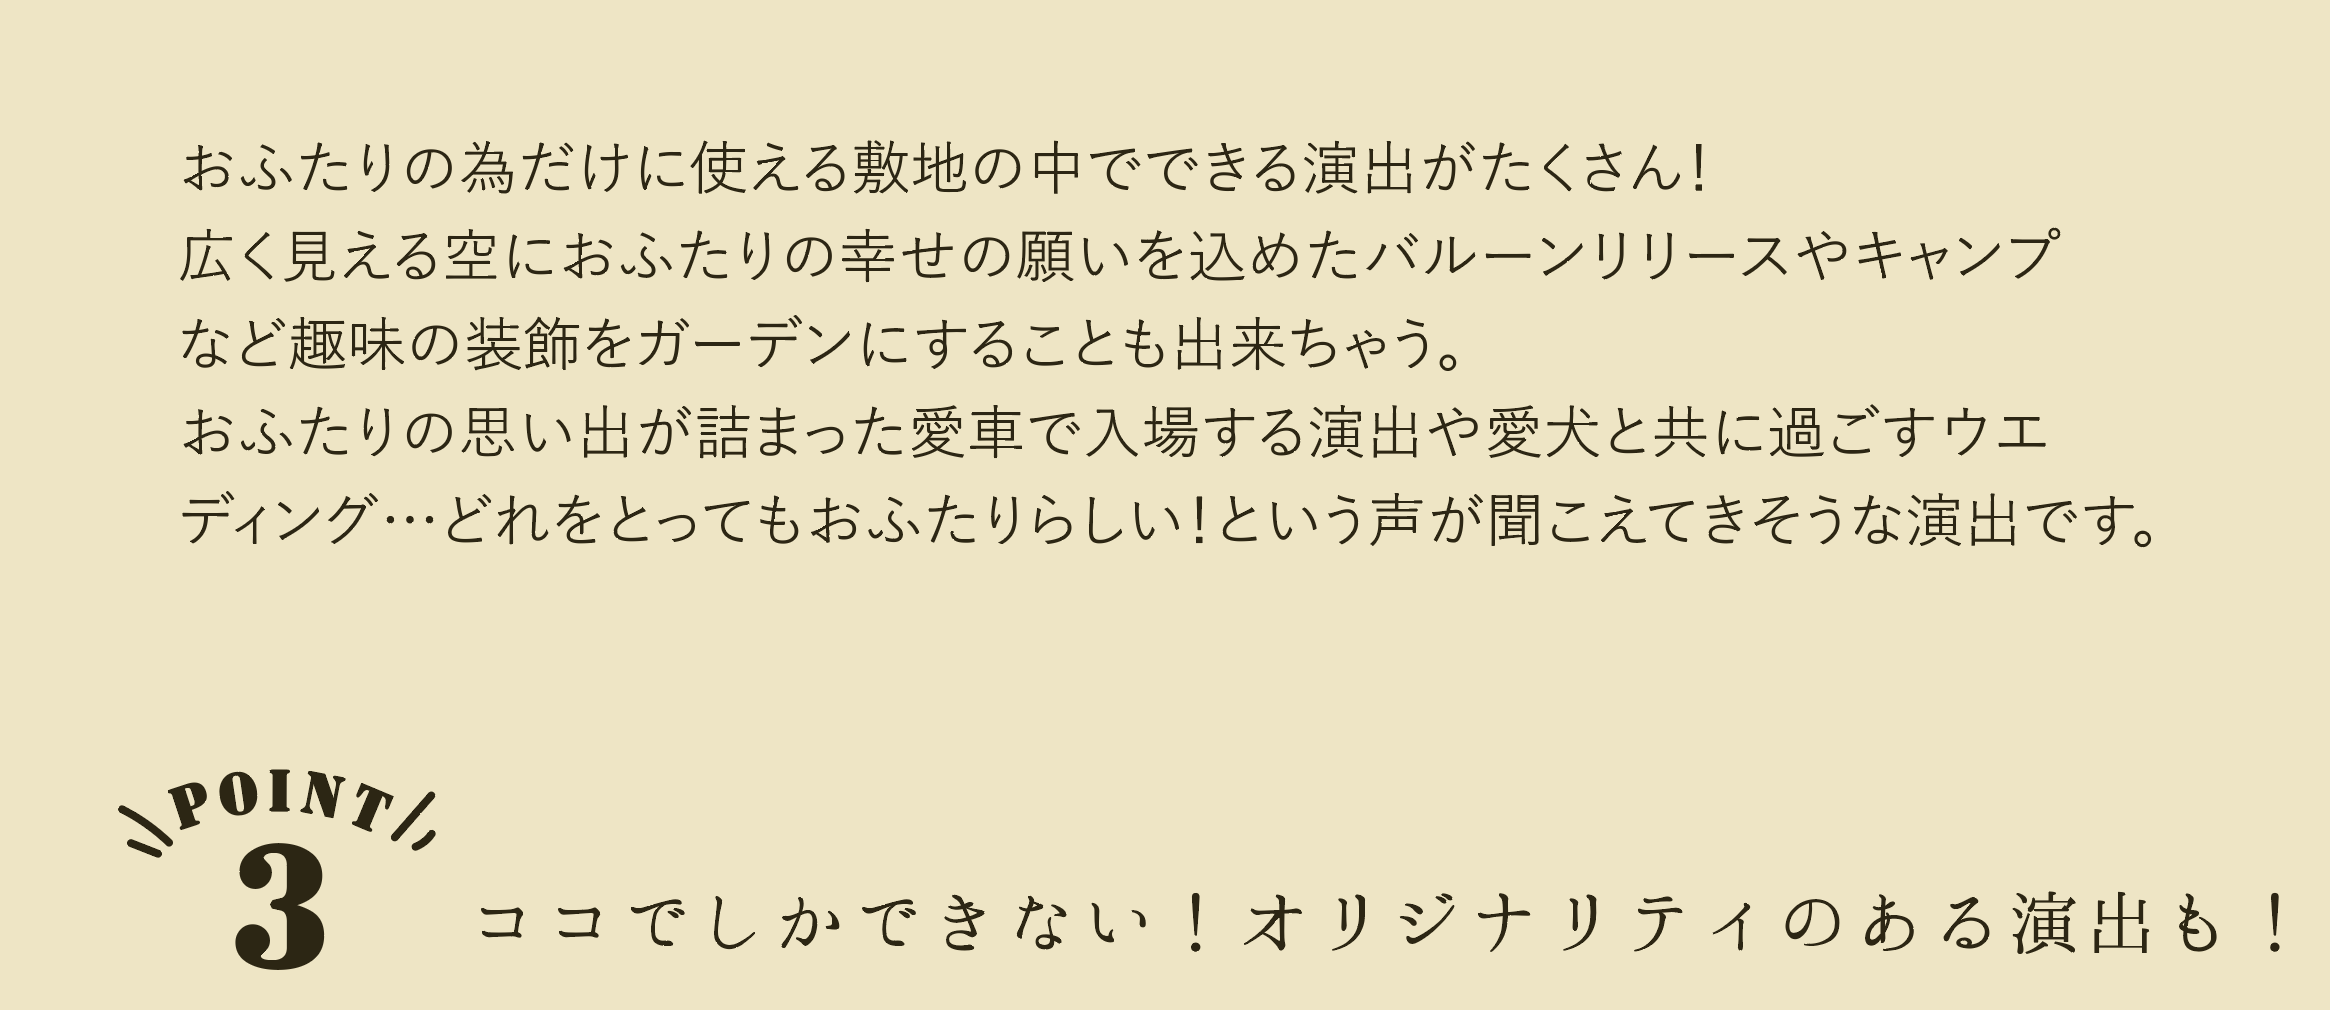 おふたりの為だけに使える敷地の中でできる演出がたくさん！
広く見える空におふたりの幸せの願いを込めたバルーンリリースやキャンプ
など趣味の装飾をガーデンにすることも出来ちゃう。
おふたりの思い出が詰まった愛車で入場する演出や愛犬と共に過ごすウエ
ディング…どれをとってもおふたりらしい！という声が聞こえてきそうな演出です。
POINT
3
ココでしかできない！オリジナリティのある演出も！